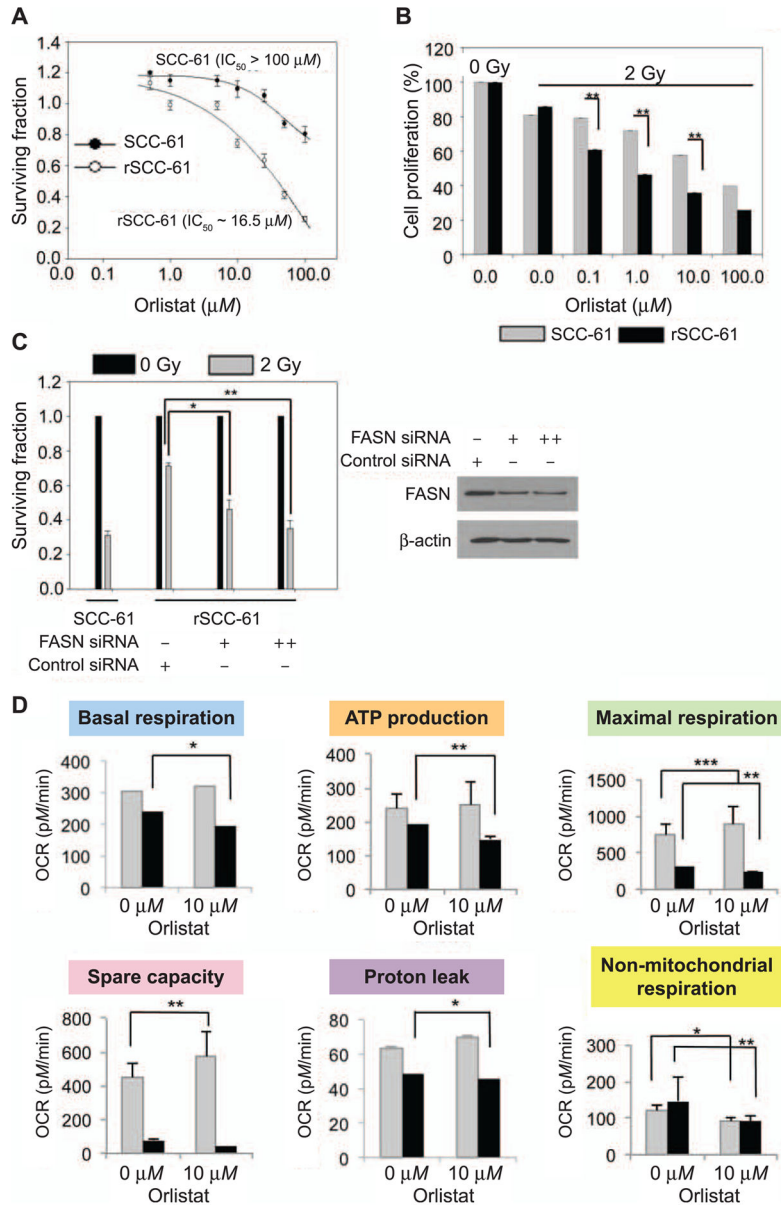 A
SCC-61 (IC50 > 100 μM)
SCC-61
rSCC-61
rSCC-61 (IC50 ~ 16.5 μM)
Surviving fraction
1.4
1.2
1.0
0.8
0.6
0.4
0.2
0.0
0.0 0.1 1.0 10.0 100.0
Orlistat (μM)
B
Cell proliferation (%)
120
100
80
60
40
20
0
0 Gy
2 Gy
** ** **
0.0 0.0 0.1 1.0 10.0 100.0
Orlistat (μM)
SCC-61 rSCC-61
C
0 Gy 2 Gy
Surviving fraction
1.2
1.0
0.8
0.6
0.4
0.2
0.0
**
*
SCC-61 rSCC-61
FASN siRNA – + ++
Control siRNA + – –
FASN siRNA – + ++
Control siRNA + – –
FASN
β-actin
D
Basal respiration
OCR (pM/min)
400
300
200
100
0
*
0 μM 10 μM
Orlistat
ATP production
OCR (pM/min)
400
300
200
100
0
**
0 μM 10 μM
Orlistat
Maximal respiration
OCR (pM/min)
1500
1000
500
0
***
**
0 μM 10 μM
Orlistat
Spare capacity
OCR (pM/min)
800
600
400
200
0
**
0 μM 10 μM
Orlistat
Proton leak
OCR (pM/min)
80
60
40
20
0
*
0 μM 10 μM
Orlistat
Non-mitochondrial
respiration
OCR (pM/min)
300
200
100
0
*
**
0 μM 10 μM
Orlistat